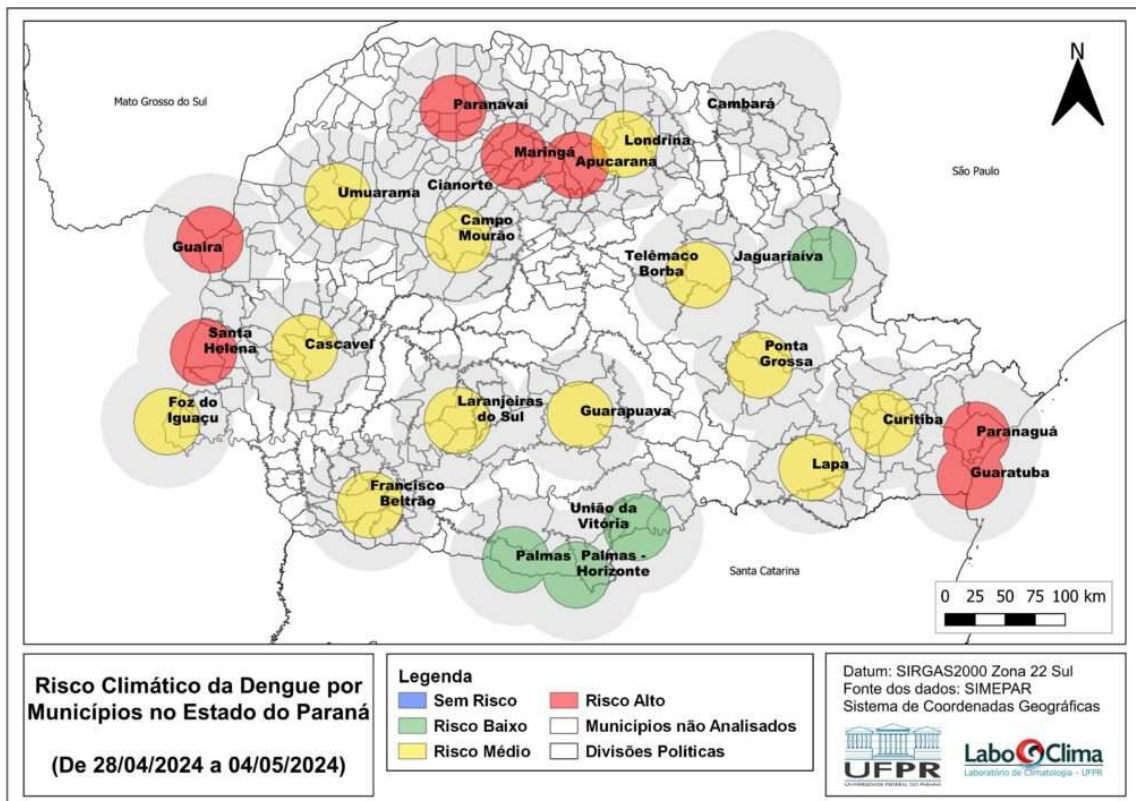 N
Mato Grosso do Sul
Cambará
Paranavaí
Londrina
Maringá
Apucarana
São Paulo
Umuarama
Cianorte
Campo
Mourão
Guaíra
Telêmaco
Borba
Jaguariaíva
Santa
Helena
Cascavel
Ponta
Grossa
Foz do
Iguaçu
Laranjeiras
do Sul
Guarapuava
Curitiba
Paranaguá
Lapa
Guaratuba
Francisco
Beltrão
União da
Vitória
Palmas
Palmas -
Horizonte
Santa Catarina
0 25 50 75 100 km
Risco Climático da Dengue por
Municípios no Estado do Paraná
(De 28/04/2024 a 04/05/2024)
Legenda
Sem Risco
Risco Alto
Risco Baixo
Municípios não Analisados
Risco Médio
Divisões Políticas
Datum: SIRGAS2000 Zona 22 Sul
Fonte dos dados: SIMEPAR
Sistema de Coordenadas Geográficas
UFPR
UNIVERSIDADE FEDERAL DO PARANÁ
LaboClima
Laboratório de Climatologia - UFPR